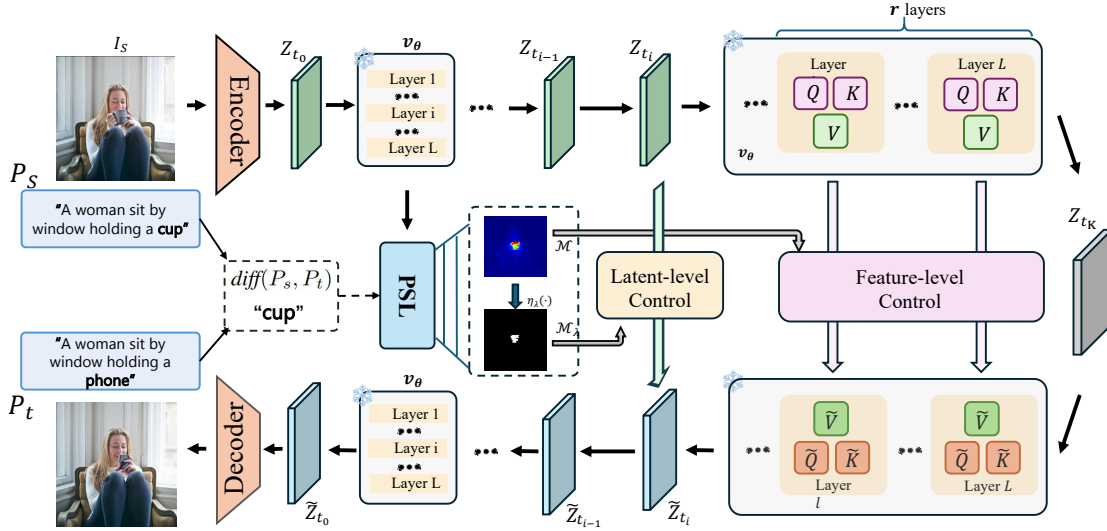 I_S
Encoder
Z_{t_0}
v_θ
Layer 1
Layer i
Layer L
Z_{t_{i-1}}
Z_{t_i}
r layers
Layer
Q K
V
Layer L
Q K
V
v_θ
P_S
"A woman sit by
window holding a cup"
diff(P_s, P_t)
"cup"
"A woman sit by
window holding a
phone"
P_t
PSL
η_λ(·)
ℳ
ℳ_λ
Latent-level
Control
Feature-level
Control
Z_{t_K}
Decoder
Z̃_{t_0}
v_θ
Layer 1
Layer i
Layer L
Z̃_{t_{i-1}}
Z̃_{t_i}
Ṽ
Q̃ K̃
Layer
l
Ṽ
Q̃ K̃
Layer L